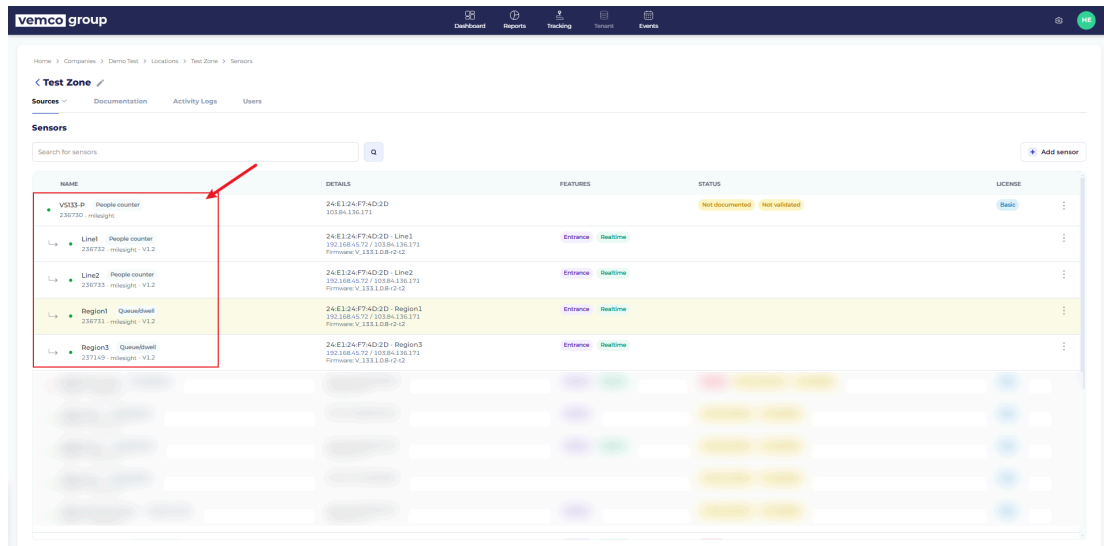 vemco group
Dashboard Reports Tracking Tenant Events
HE
Home > Companies > Demo Test > Locations > Test Zone > Sensors
< Test Zone
Sources Documentation Activity Logs Users
Sensors
Search for sensors
+ Add sensor
NAME DETAILS FEATURES STATUS LICENSE
VS133-P People counter 24:E1:24:F7:4D:2D Not documented Not validated Basic
236730 - milesight 103.84.136.171
Line1 People counter 24:E1:24:F7:4D:2D - Line1 Entrance Realtime
236732 - milesight - V1.2 192.168.45.72 / 103.84.136.171
Firmware: V_133.1.0.8-r2-t2
Line2 People counter 24:E1:24:F7:4D:2D - Line2 Entrance Realtime
236733 - milesight - V1.2 192.168.45.72 / 103.84.136.171
Firmware: V_133.1.0.8-r2-t2
Region1 Queue/dwell 24:E1:24:F7:4D:2D - Region1 Entrance Realtime
236731 - milesight - V1.2 192.168.45.72 / 103.84.136.171
Firmware: V_133.1.0.8-r2-t2
Region3 Queue/dwell 24:E1:24:F7:4D:2D - Region3 Entrance Realtime
237149 - milesight - V1.2 192.168.45.72 / 103.84.136.171
Firmware: V_133.1.0.8-r2-t2